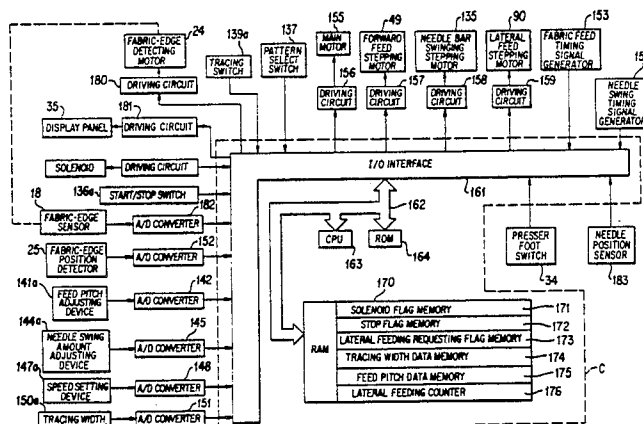 FABRIC-EDGE
DETECTING
MOTOR
24
139a
TRACING
SWITCH
137
PATTERN
SELECT
SWITCH
155
MAIN
MOTOR
49
FORWARD
FEED
STEPPING
MOTOR
135
NEEDLE BAR
SWINGING
STEPPING
MOTOR
90
LATERAL
FEED
STEPPING
MOTOR
153
FABRIC FEED
TIMING
SIGNAL
GENERATOR
NEEDLE
SWING
TIMING
SIGNAL
GENERATOR
180
DRIVING CIRCUIT
156
DRIVING
CIRCUIT
157
DRIVING
CIRCUIT
158
DRIVING
CIRCUIT
159
DRIVING
CIRCUIT
35
DISPLAY PANEL
181
DRIVING CIRCUIT
SOLENOID
DRIVING CIRCUIT
I/O INTERFACE
161
136a
START/STOP SWITCH
18
FABRIC-EDGE
SENSOR
A/D CONVERTER
182
25
FABRIC-EDGE
POSITION
DETECTOR
A/D CONVERTER
152
141a
FEED PITCH
ADJUSTING
DEVICE
A/D CONVERTER
142
144a
NEEDLE SWING
AMOUNT
ADJUSTING
DEVICE
A/D CONVERTER
145
147a
SPEED SETTING
DEVICE
A/D CONVERTER
148
150a
TRACING WIDTH
A/D CONVERTER
151
162
CPU
163
ROM
164
PRESSER
FOOT
SWITCH
34
NEEDLE
POSITION
SENSOR
183
170
RAM
SOLENOID FLAG MEMORY
171
STOP FLAG MEMORY
172
LATERAL FEEDING REQUESTING FLAG MEMORY
173
TRACING WIDTH DATA MEMORY
174
FEED PITCH DATA MEMORY
175
LATERAL FEEDING COUNTER
176
C